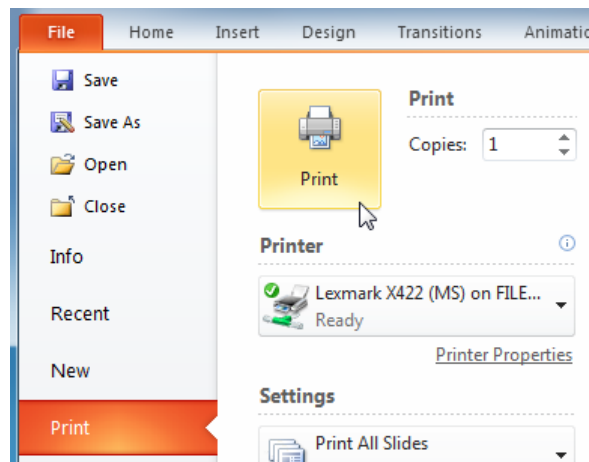 File Home Insert Design Transitions Animatic
Save
Save As
Open
Close
Info
Recent
New
Print
Print
Print
Copies: 1
Printer
Lexmark X422 (MS) on FILE...
Ready
Printer Properties
Settings
Print All Slides